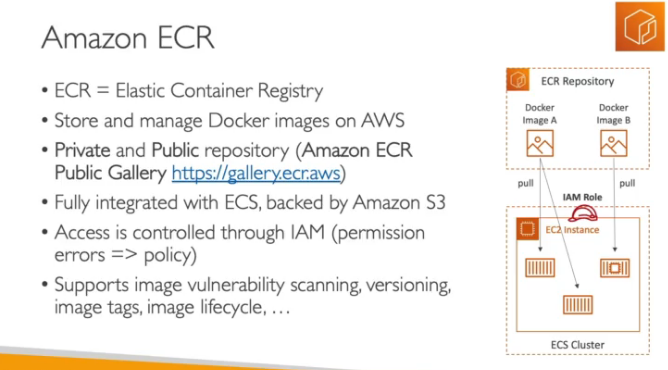 Amazon ECR
• ECR = Elastic Container Registry
• Store and manage Docker images on AWS
• Private and Public repository (Amazon ECR
Public Gallery https://gallery.ecr.aws)
• Fully integrated with ECS, backed by Amazon S3
• Access is controlled through IAM (permission
errors => policy)
• Supports image vulnerability scanning, versioning,
image tags, image lifecycle, …
ECR Repository
Docker
Image A
Docker
Image B
pull
pull
IAM Role
EC2 Instance
ECS Cluster